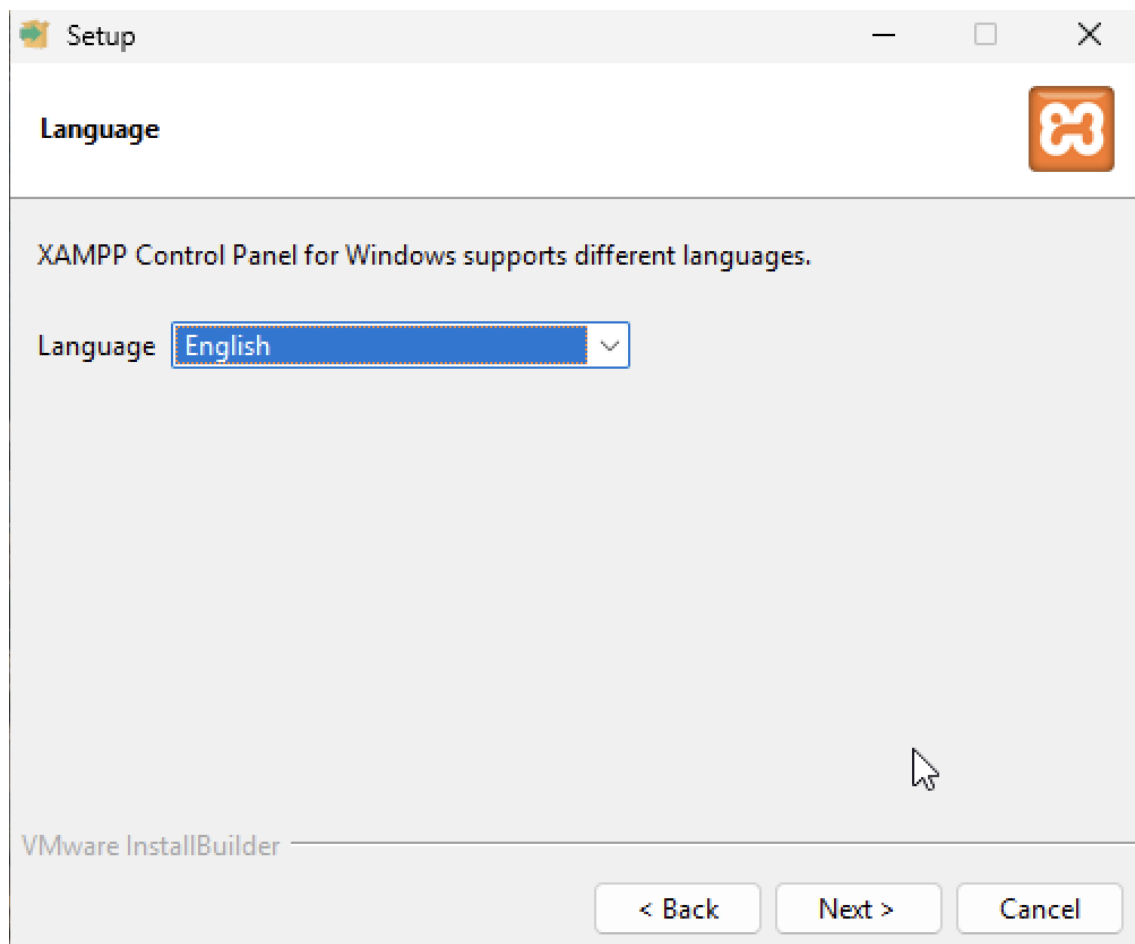 Setup
Language
XAMPP Control Panel for Windows supports different languages.
Language English
VMware InstallBuilder
< Back Next > Cancel